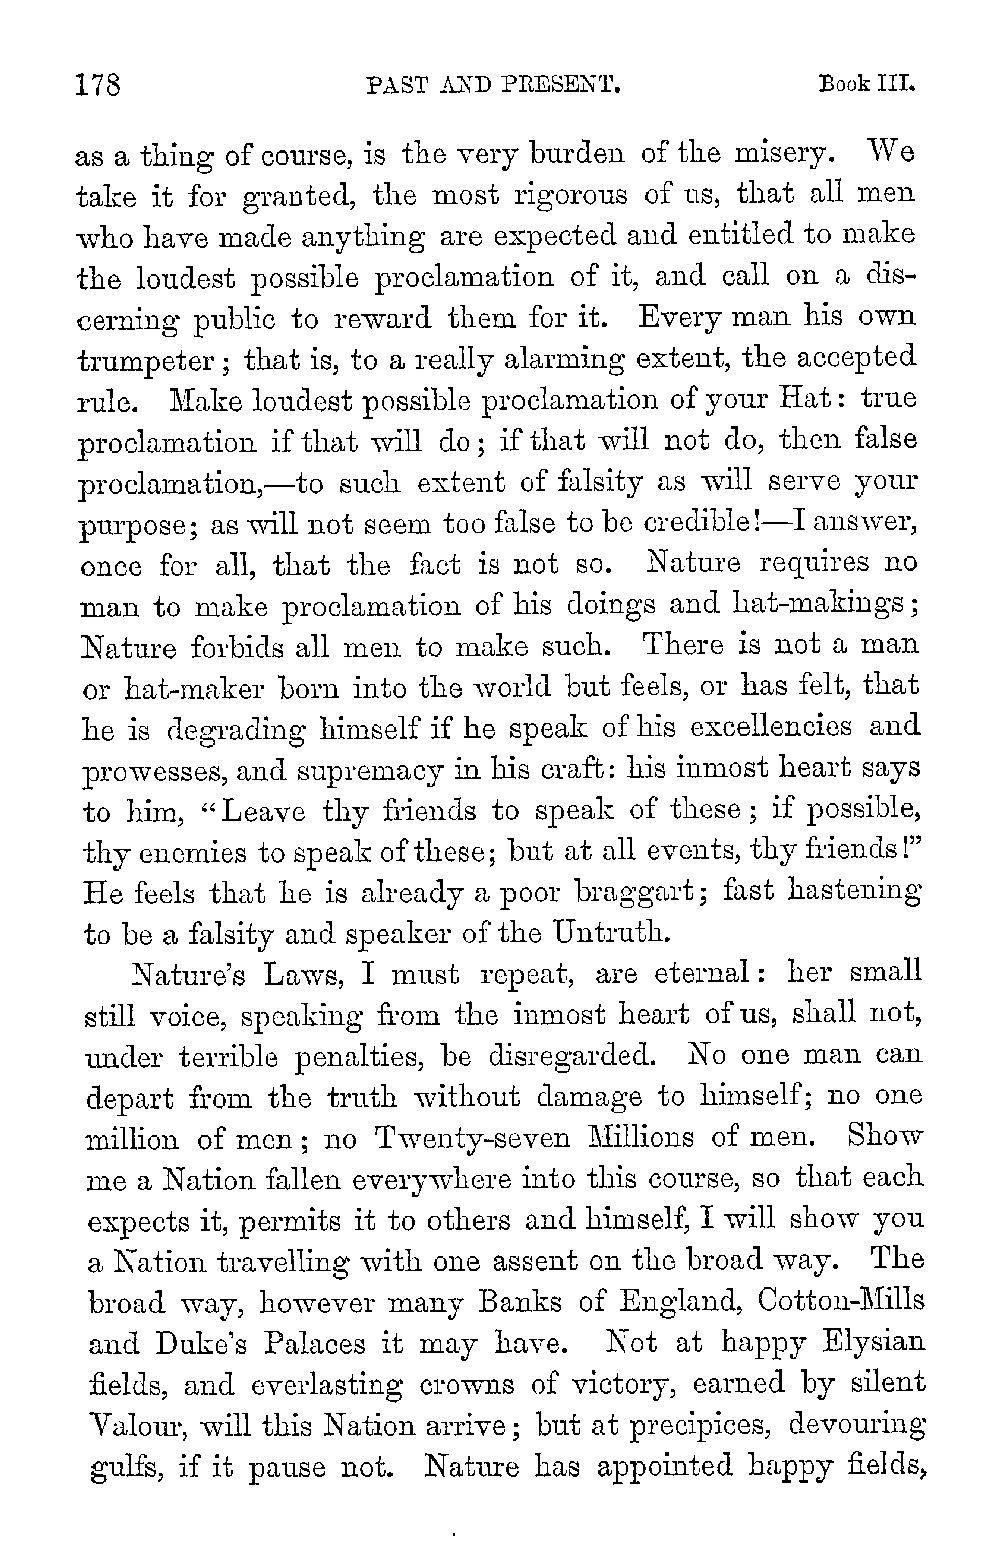 178 PAST AND PRESENT. Book III.
as a thing of course, is the very burden of the misery. We
take it for granted, the most rigorous of us, that all men
who have made anything are expected and entitled to make
the loudest possible proclamation of it, and call on a dis-
cerning public to reward them for it. Every man his own
trumpeter; that is, to a really alarming extent, the accepted
rule. Make loudest possible proclamation of your Hat: true
proclamation if that will do; if that will not do, then false
proclamation,—to such extent of falsity as will serve your
purpose; as will not seem too false to be credible!—I answer,
once for all, that the fact is not so. Nature requires no
man to make proclamation of his doings and hat-makings;
Nature forbids all men to make such. There is not a man
or hat-maker born into the world but feels, or has felt, that
he is degrading himself if he speak of his excellencies and
prowesses, and supremacy in his craft: his inmost heart says
to him, "Leave thy friends to speak of these; if possible,
thy enemies to speak of these; but at all events, thy friends!"
He feels that he is already a poor braggart; fast hastening
to be a falsity and speaker of the Untruth.
Nature's Laws, I must repeat, are eternal: her small
still voice, speaking from the inmost heart of us, shall not,
under terrible penalties, be disregarded. No one man can
depart from the truth without damage to himself; no one
million of men; no Twenty-seven Millions of men. Show
me a Nation fallen everywhere into this course, so that each
expects it, permits it to others and himself, I will show you
a Nation travelling with one assent on the broad way. The
broad way, however many Banks of England, Cotton-Mills
and Duke's Palaces it may have. Not at happy Elysian
fields, and everlasting crowns of victory, earned by silent
Valour, will this Nation arrive; but at precipices, devouring
gulfs, if it pause not. Nature has appointed happy fields,